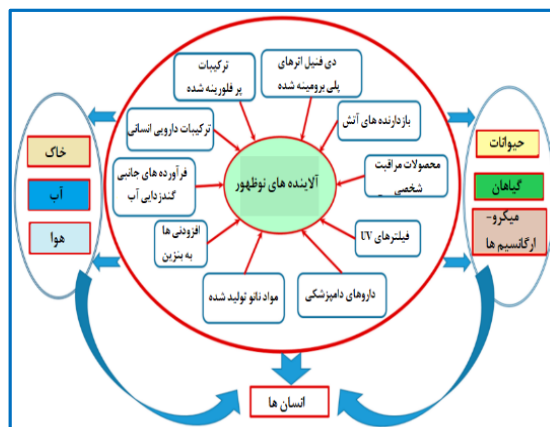 دی فنیل اترهای
پلی برومینه شده
ترکیبات
پر فلورینه شده
بازدارنده های آتش
ترکیبات دارویی انسانی
محصولات مراقبت
شخصی
فرآورده های جانبی
گندزدایی آب
آلاینده های نوظهور
فیلترهای UV
افزودنی ها
به بنزین
داروهای دامپزشکی
مواد نانو تولید شده
حیوانات
گیاهان
میکرو-
ارگانسیم ها
خاک
آب
هوا
انسان ها